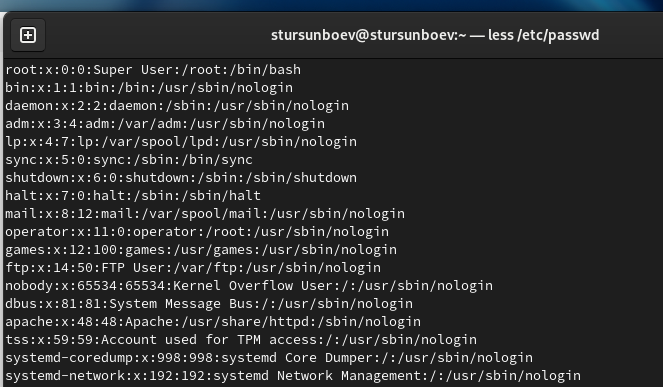 stursunboev@stursunboev:~ — less /etc/passwd
root:x:0:0:Super User:/root:/bin/bash
bin:x:1:1:bin:/bin:/usr/sbin/nologin
daemon:x:2:2:daemon:/sbin:/usr/sbin/nologin
adm:x:3:4:adm:/var/adm:/usr/sbin/nologin
lp:x:4:7:lp:/var/spool/lpd:/usr/sbin/nologin
sync:x:5:0:sync:/sbin:/bin/sync
shutdown:x:6:0:shutdown:/sbin:/sbin/shutdown
halt:x:7:0:halt:/sbin:/sbin/halt
mail:x:8:12:mail:/var/spool/mail:/usr/sbin/nologin
operator:x:11:0:operator:/root:/usr/sbin/nologin
games:x:12:100:games:/usr/games:/usr/sbin/nologin
ftp:x:14:50:FTP User:/var/ftp:/usr/sbin/nologin
nobody:x:65534:65534:Kernel Overflow User:/:/usr/sbin/nologin
dbus:x:81:81:System Message Bus:/:/usr/sbin/nologin
apache:x:48:48:Apache:/usr/share/httpd:/sbin/nologin
tss:x:59:59:Account used for TPM access:/:/usr/sbin/nologin
systemd-coredump:x:998:998:systemd Core Dumper:/:/usr/sbin/nologin
systemd-network:x:192:192:systemd Network Management:/:/usr/sbin/nologin